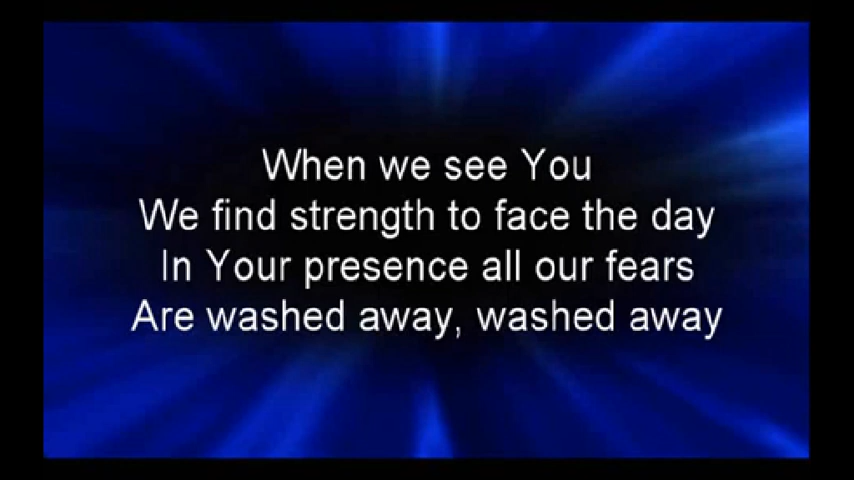 When we see You
We find strength to face the day
In Your presence all our fears
Are washed away, washed away